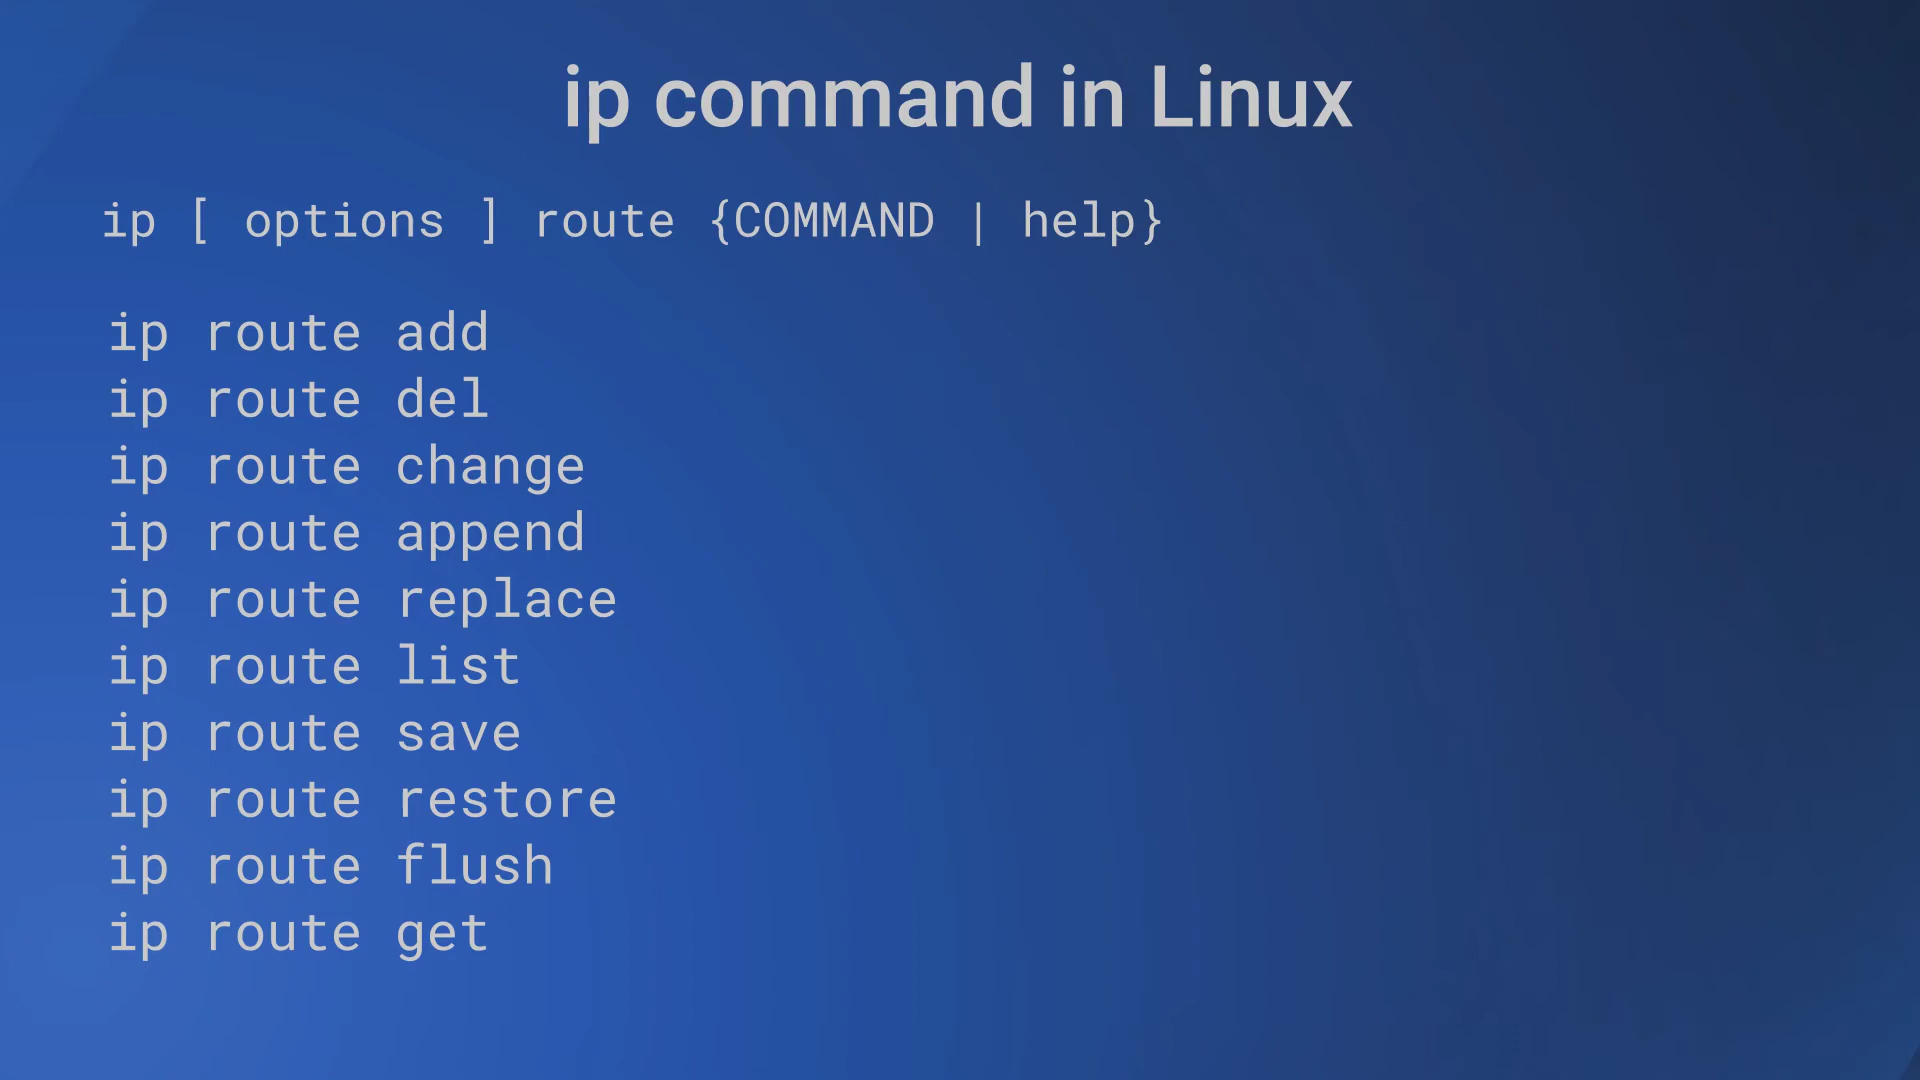 ip command in Linux
ip [ options ] route {COMMAND | help}
ip route add
ip route del
ip route change
ip route append
ip route replace
ip route list
ip route save
ip route restore
ip route flush
ip route get